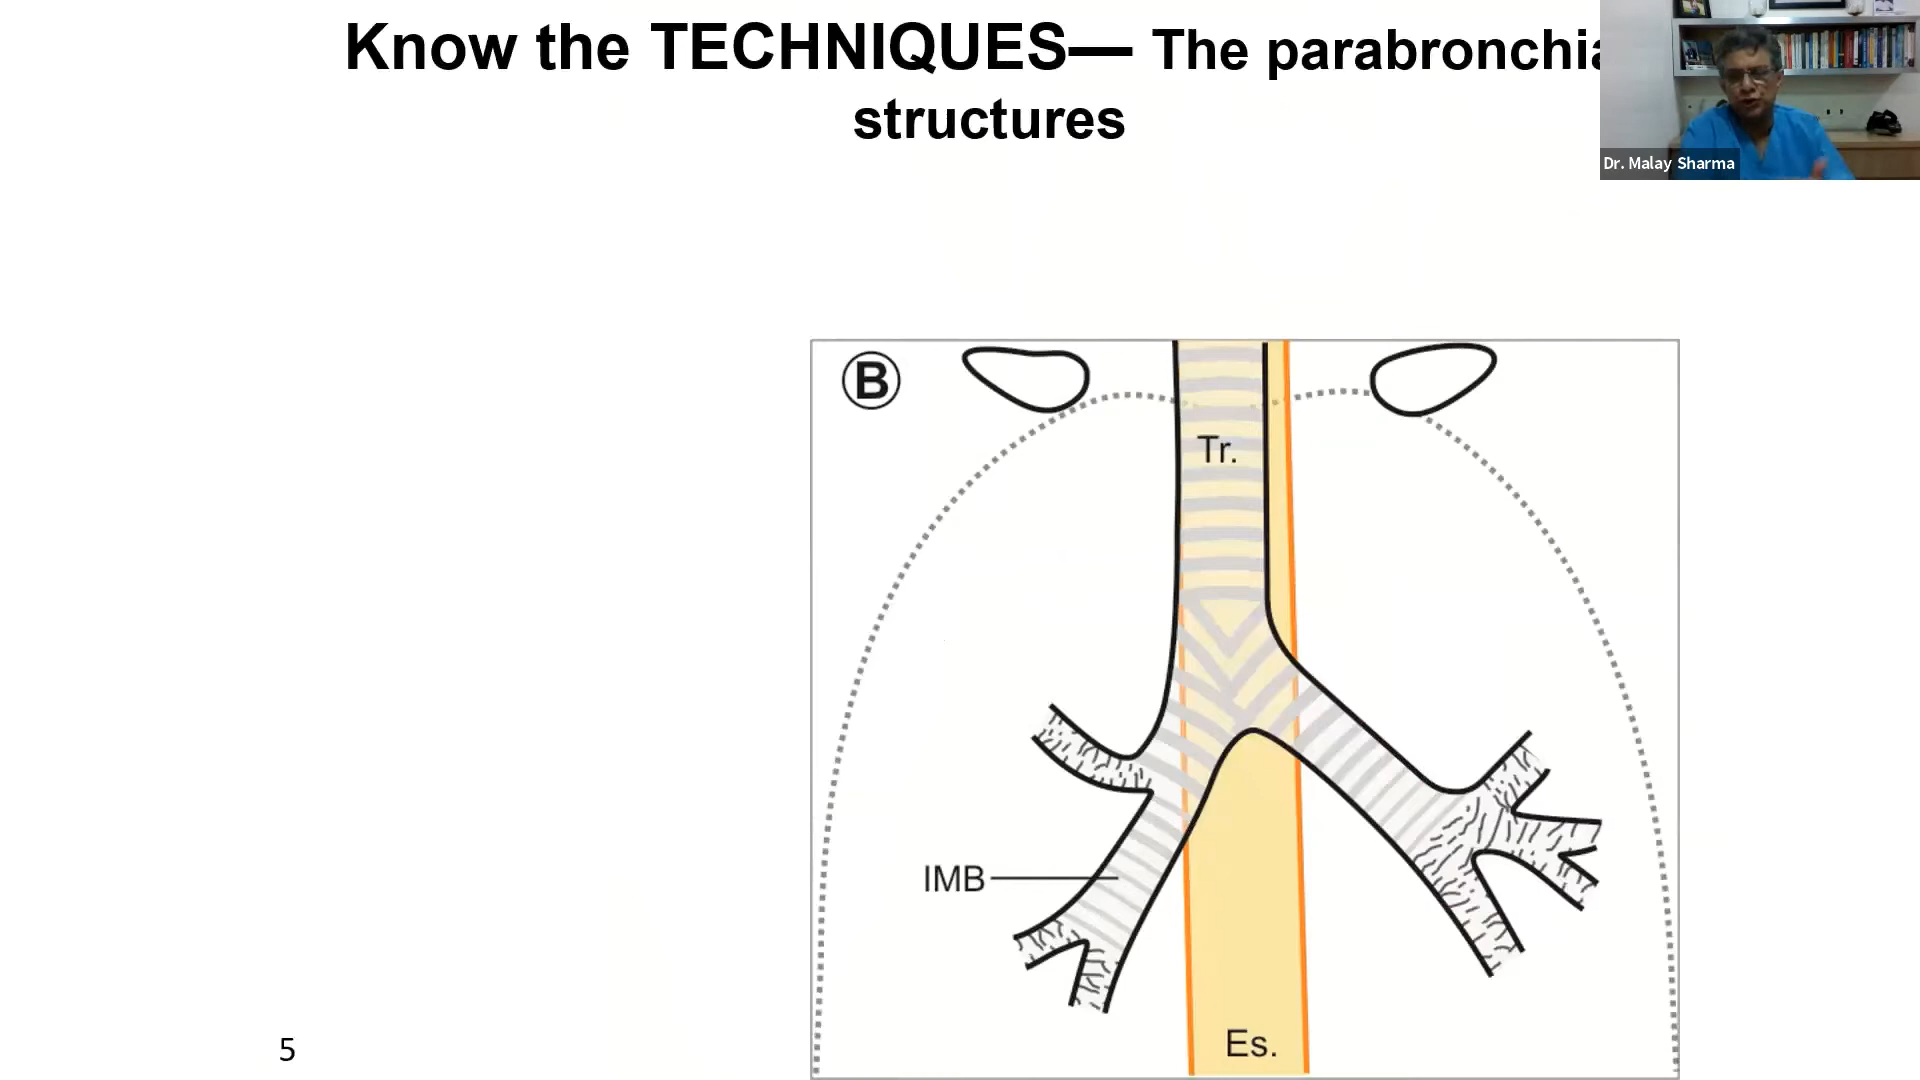 Know the TECHNIQUES— The parabronchia
structures
Dr. Malay Sharma
B
Tr.
IMB
Es.
5